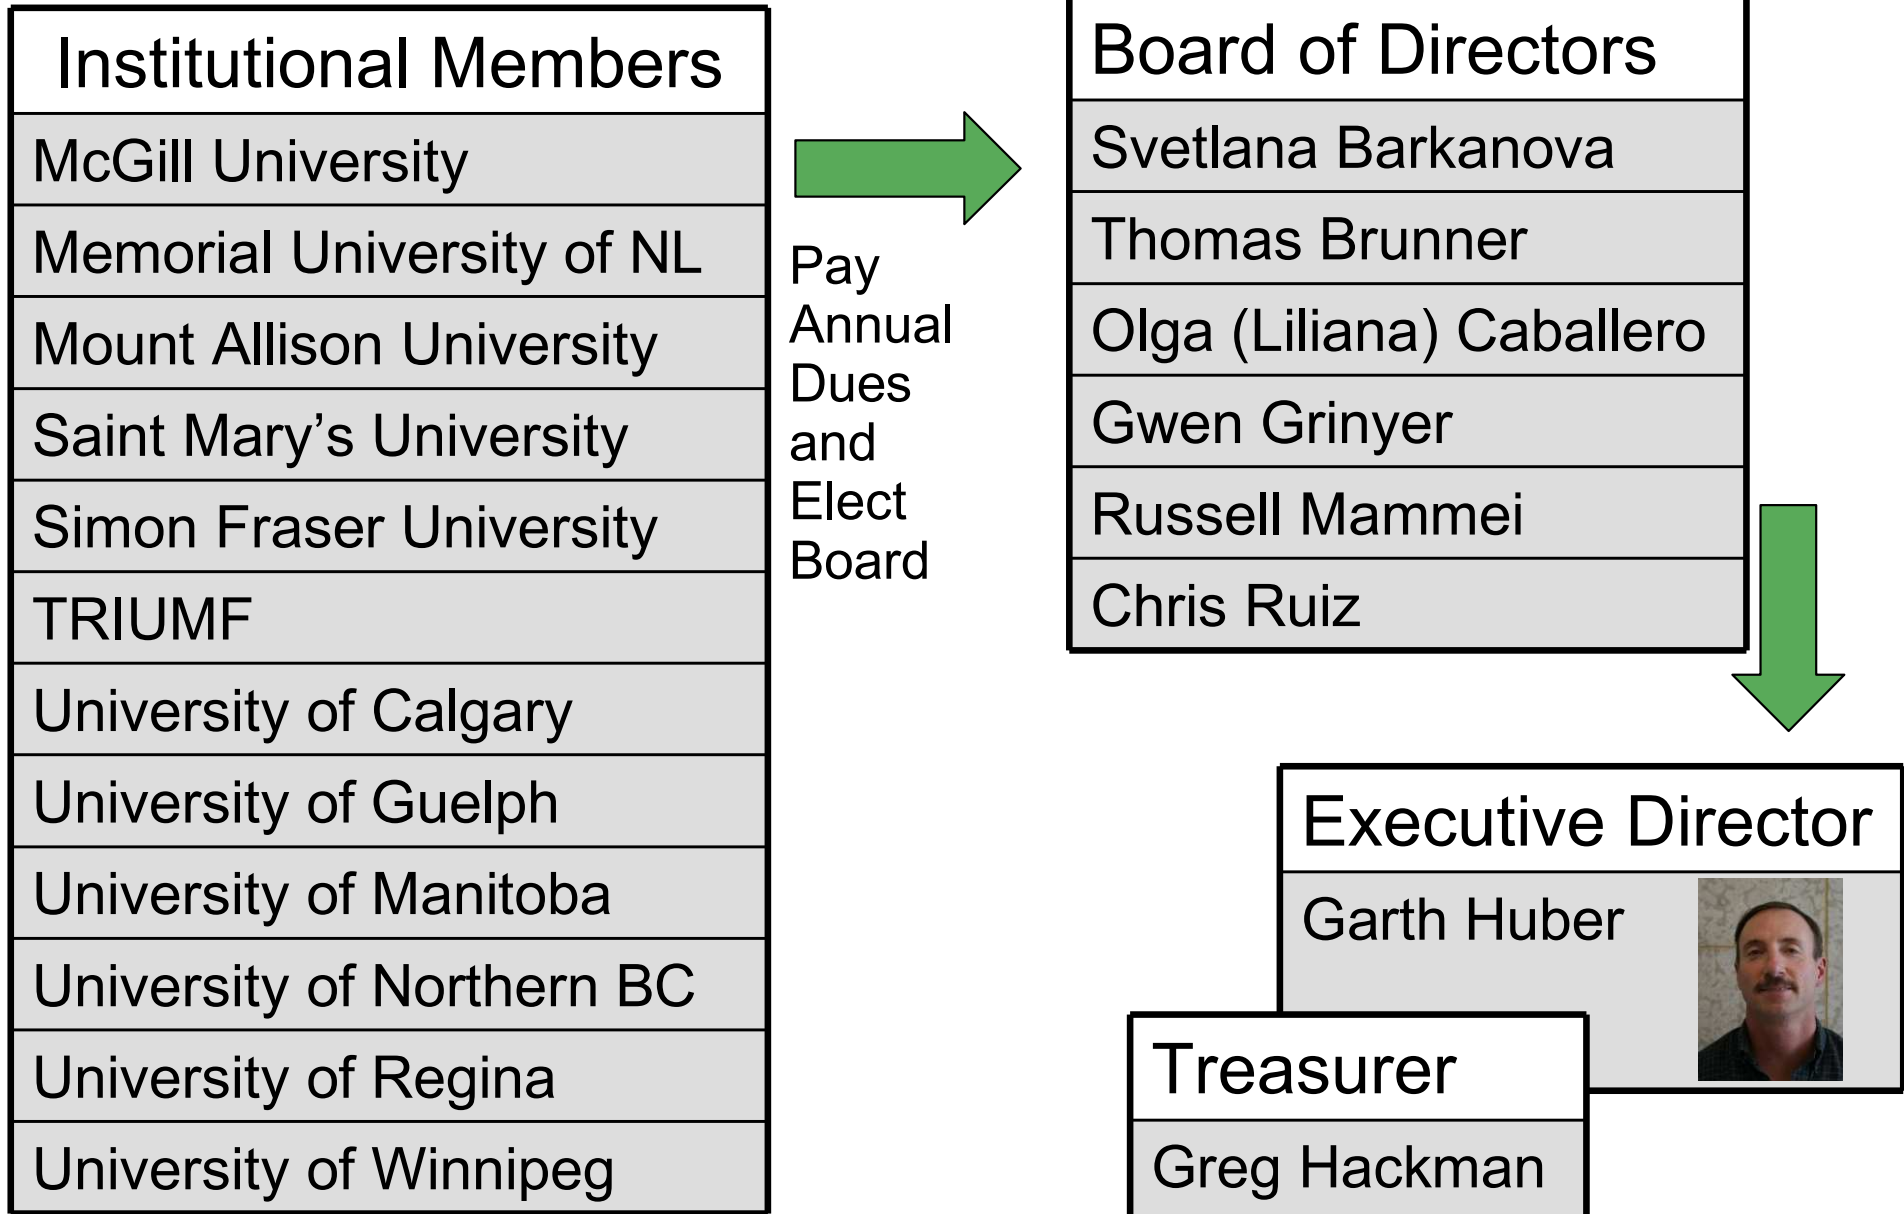 Institutional Members
McGill University
Memorial University of NL
Mount Allison University
Saint Mary’s University
Simon Fraser University
TRIUMF
University of Calgary
University of Guelph
University of Manitoba
University of Northern BC
University of Regina
University of Winnipeg
Pay
Annual
Dues
and
Elect
Board
Board of Directors
Svetlana Barkanova
Thomas Brunner
Olga (Liliana) Caballero
Gwen Grinyer
Russell Mammei
Chris Ruiz
Executive Director
Garth Huber
Treasurer
Greg Hackman